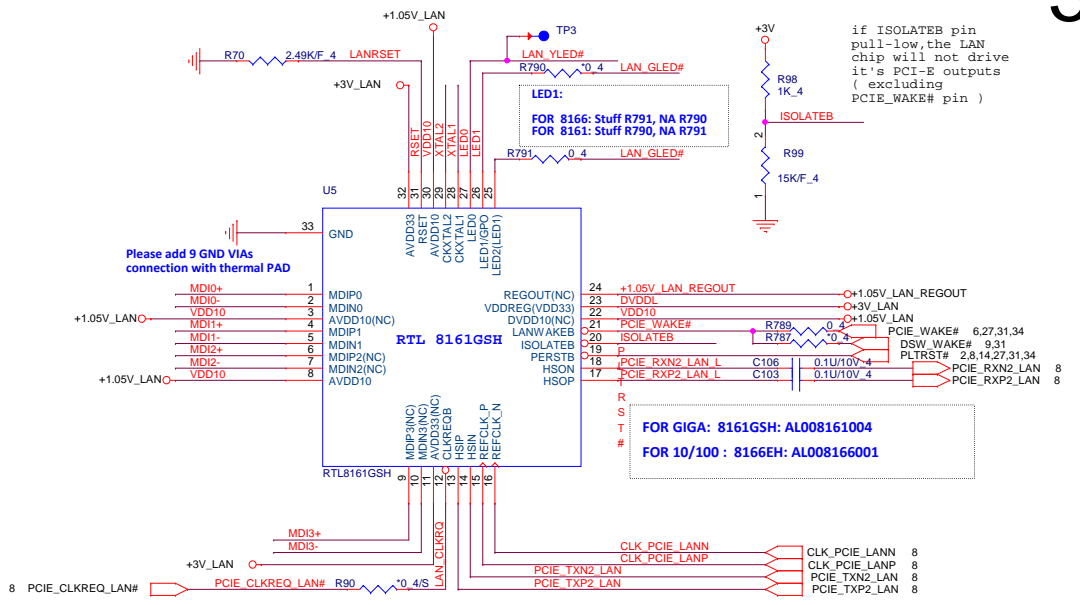 +1.05V_LAN
TP3
+3V
if ISOLATEB pin
pull-low,the LAN
chip will not drive
it's PCI-E outputs
( excluding
PCIE_WAKE# pin )
R70 2.49K/F_4 LANRSET
LAN_YLED#
R790 *0_4 LAN_GLED#
+3V_LAN
R98
1K_4
ISOLATEB
LED1:
FOR 8166: Stuff R791, NA R790
FOR 8161: Stuff R790, NA R791
RSET
VDD10
XTAL2
XTAL1
LED0
LED1
2
R99
15K/F_4
1
R791 0_4 LAN_GLED#
U5
32 31 30 29 28 27 26 25
AVDD33
RSET
AVDD10
CKXTAL2
CKXTAL1
LED0
LED1/GPO
LED2(LED1)
33 GND
Please add 9 GND VIAs
connection with thermal PAD
MDI0+ 1 MDIP0
MDI0- 2 MDIN0
+1.05V_LAN VDD10 3 AVDD10(NC)
MDI1+ 4 MDIP1
MDI1- 5 MDIN1
MDI2+ 6 MDIP2(NC)
MDI2- 7 MDIN2(NC)
+1.05V_LAN VDD10 8 AVDD10
RTL 8161GSH
REGOUT(NC) 24 +1.05V_LAN_REGOUT +1.05V_LAN_REGOUT
VDDREG(VDD33) 23 DVDDL +3V_LAN
DVDD10(NC) 22 VDD10 +1.05V_LAN
LANWAKEB 21 PCIE_WAKE# R789 0_4 PCIE_WAKE# 6,27,31,34
ISOLATEB 20 ISOLATEB R787 *0_4 DSW_WAKE# 9,31
PERSTB 19 PLTRST# PLTRST# 2,8,14,27,31,34
HSON 18 PCIE_RXN2_LAN_L C106 0.1U/10V_4 PCIE_RXN2_LAN 8
HSOP 17 PCIE_RXP2_LAN_L C103 0.1U/10V_4 PCIE_RXP2_LAN 8
MDIP3(NC)
MDIN3(NC)
AVDD33(NC)
CLKREQB
HSIP
HSIN
REFCLK_P
REFCLK_N
FOR GIGA: 8161GSH: AL008161004
FOR 10/100 : 8166EH: AL008166001
RTL8161GSH
9 10 11 12 13 14 15 16
MDI3+
MDI3-
+3V_LAN
LAN_CLKRQ
CLK_PCIE_LANN CLK_PCIE_LANN 8
CLK_PCIE_LANP CLK_PCIE_LANP 8
PCIE_TXN2_LAN PCIE_TXN2_LAN 8
PCIE_TXP2_LAN PCIE_TXP2_LAN 8
8 PCIE_CLKREQ_LAN# PCIE_CLKREQ_LAN# R90 *0_4/S